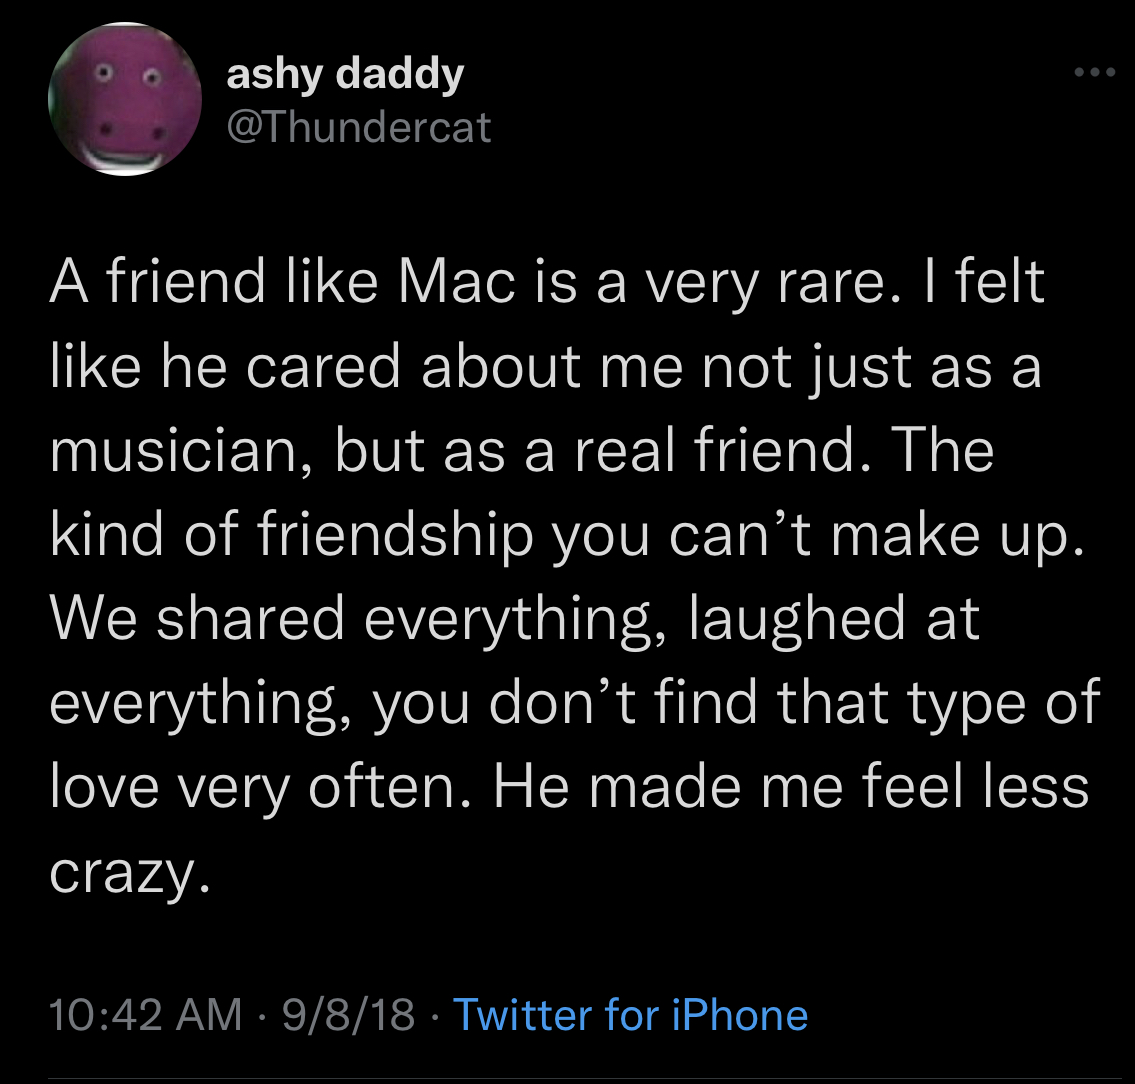 ashy daddy
@Thundercat
A friend like Mac is a very rare. I felt
like he cared about me not just as a
musician, but as a real friend. The
kind of friendship you can’t make up.
We shared everything, laughed at
everything, you don’t find that type of
love very often. He made me feel less
crazy.
10:42 AM · 9/8/18 · Twitter for iPhone